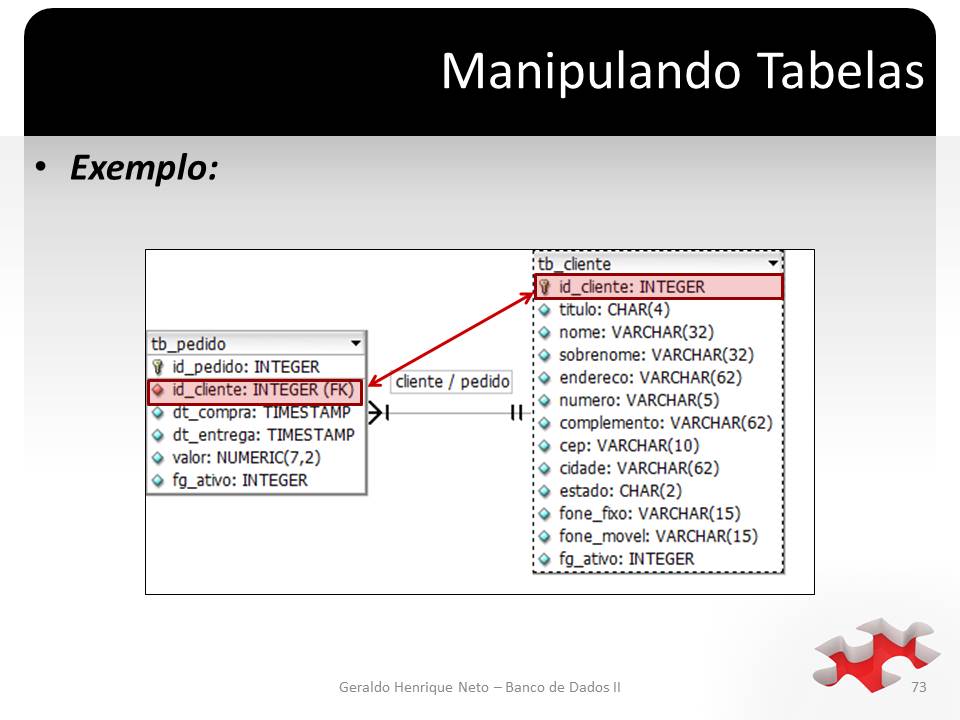 Manipulando Tabelas
• Exemplo:
tb_pedido
id_pedido: INTEGER
id_cliente: INTEGER (FK)
dt_compra: TIMESTAMP
dt_entrega: TIMESTAMP
valor: NUMERIC(7,2)
fg_ativo: INTEGER
cliente / pedido
tb_cliente
id_cliente: INTEGER
titulo: CHAR(4)
nome: VARCHAR(32)
sobrenome: VARCHAR(32)
endereco: VARCHAR(62)
numero: VARCHAR(5)
complemento: VARCHAR(62)
cep: VARCHAR(10)
cidade: VARCHAR(62)
estado: CHAR(2)
fone_fixo: VARCHAR(15)
fone_movel: VARCHAR(15)
fg_ativo: INTEGER
Geraldo Henrique Neto – Banco de Dados II
73